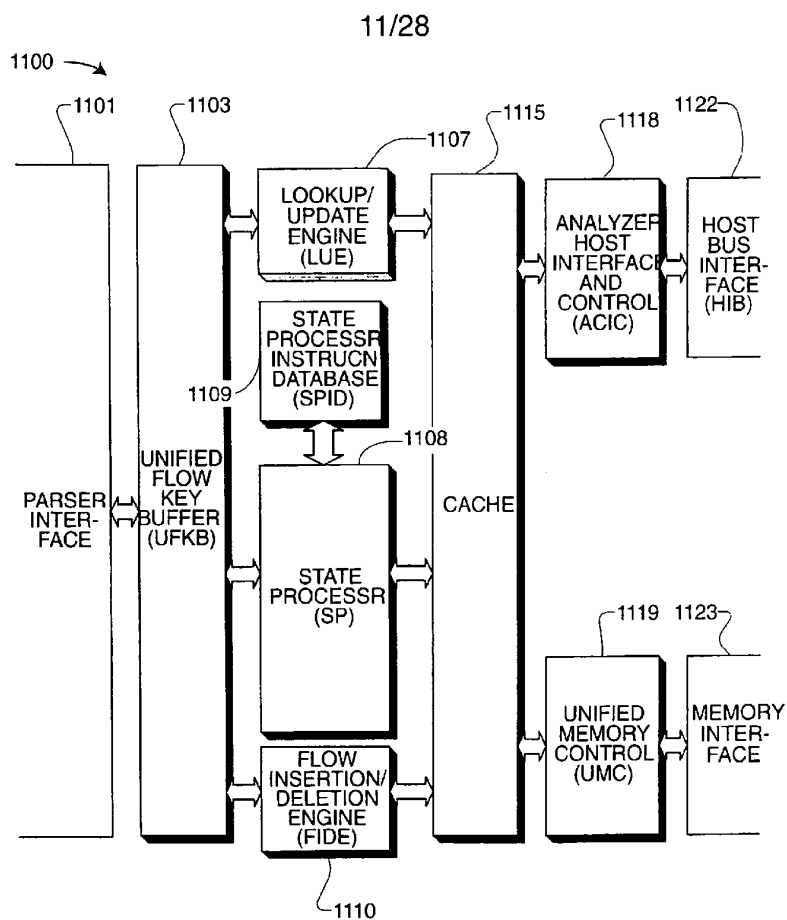 11/28
1100
1101
1103
1107
1115
1118
1122
LOOKUP/
UPDATE
ENGINE
(LUE)
ANALYZER
HOST
INTERFACE
AND
CONTROL
(ACIC)
HOST
BUS
INTER-
FACE
(HIB)
STATE
PROCESSR
INSTRUCN
DATABASE
(SPID)
1109
1108
UNIFIED
FLOW
KEY
BUFFER
(UFKB)
PARSER
INTER-
FACE
CACHE
STATE
PROCESSR
(SP)
1119
1123
UNIFIED
MEMORY
CONTROL
(UMC)
MEMORY
INTER-
FACE
FLOW
INSERTION/
DELETION
ENGINE
(FIDE)
1110